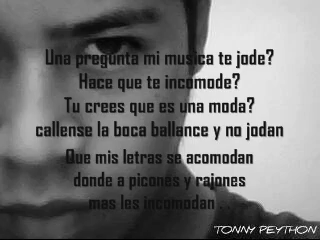 Una pregunta mi musica te jode?
Hace que te incomode?
Tu crees que es una moda?
callense la boca ballance y no jodan
Que mis letras se acomodan
donde a picones y rajones
mas les incomodan ...
TONNY PEYTHON